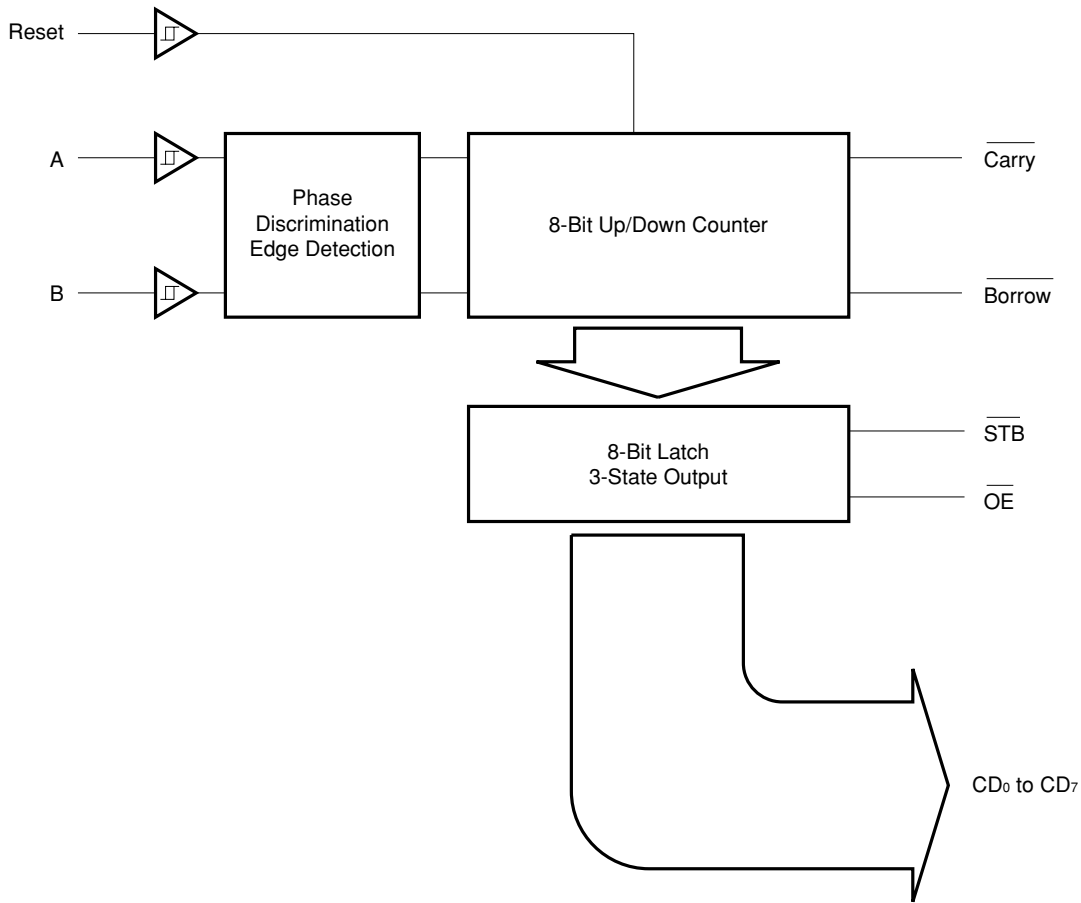 Reset
A
Phase
Discrimination
Edge Detection
8-Bit Up/Down Counter
Carry
B
Borrow
8-Bit Latch
3-State Output
STB
OE
CD₀ to CD₇